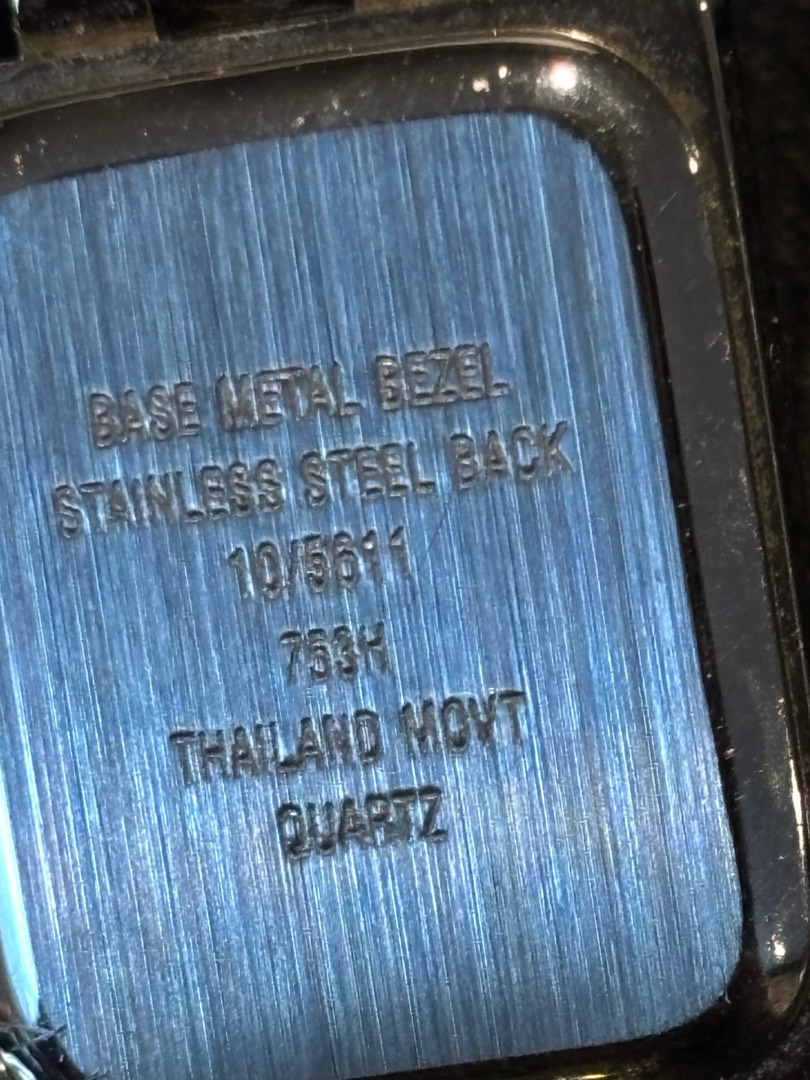 BASE METAL BEZEL
STAINLESS STEEL BACK
10/5611
753H
THAILAND MOVT
QUARTZ